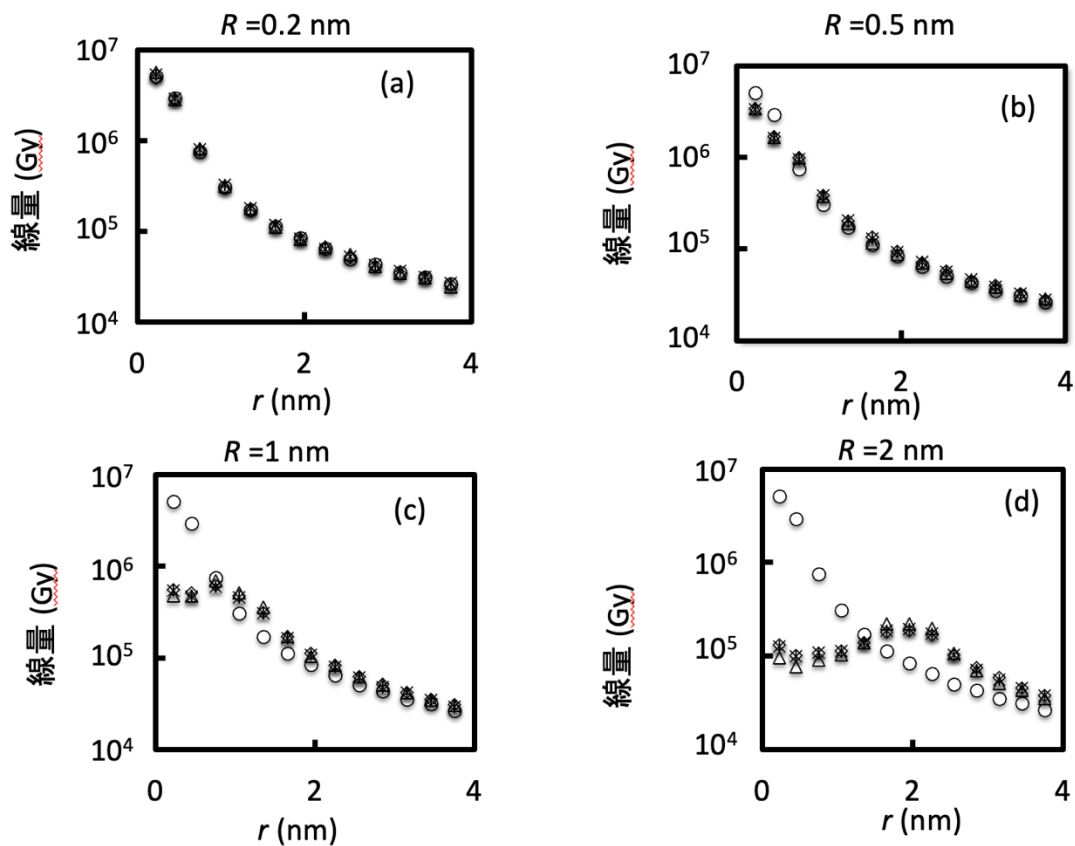 R =0.2 nm
(a)
線量 (Gy)
10⁷
10⁶
10⁵
10⁴
0 2 4
r (nm)
R =0.5 nm
(b)
線量 (Gy)
10⁷
10⁶
10⁵
10⁴
0 2 4
r (nm)
R =1 nm
(c)
線量 (Gy)
10⁷
10⁶
10⁵
10⁴
0 2 4
r (nm)
R =2 nm
(d)
線量 (Gy)
10⁷
10⁶
10⁵
10⁴
0 2 4
r (nm)